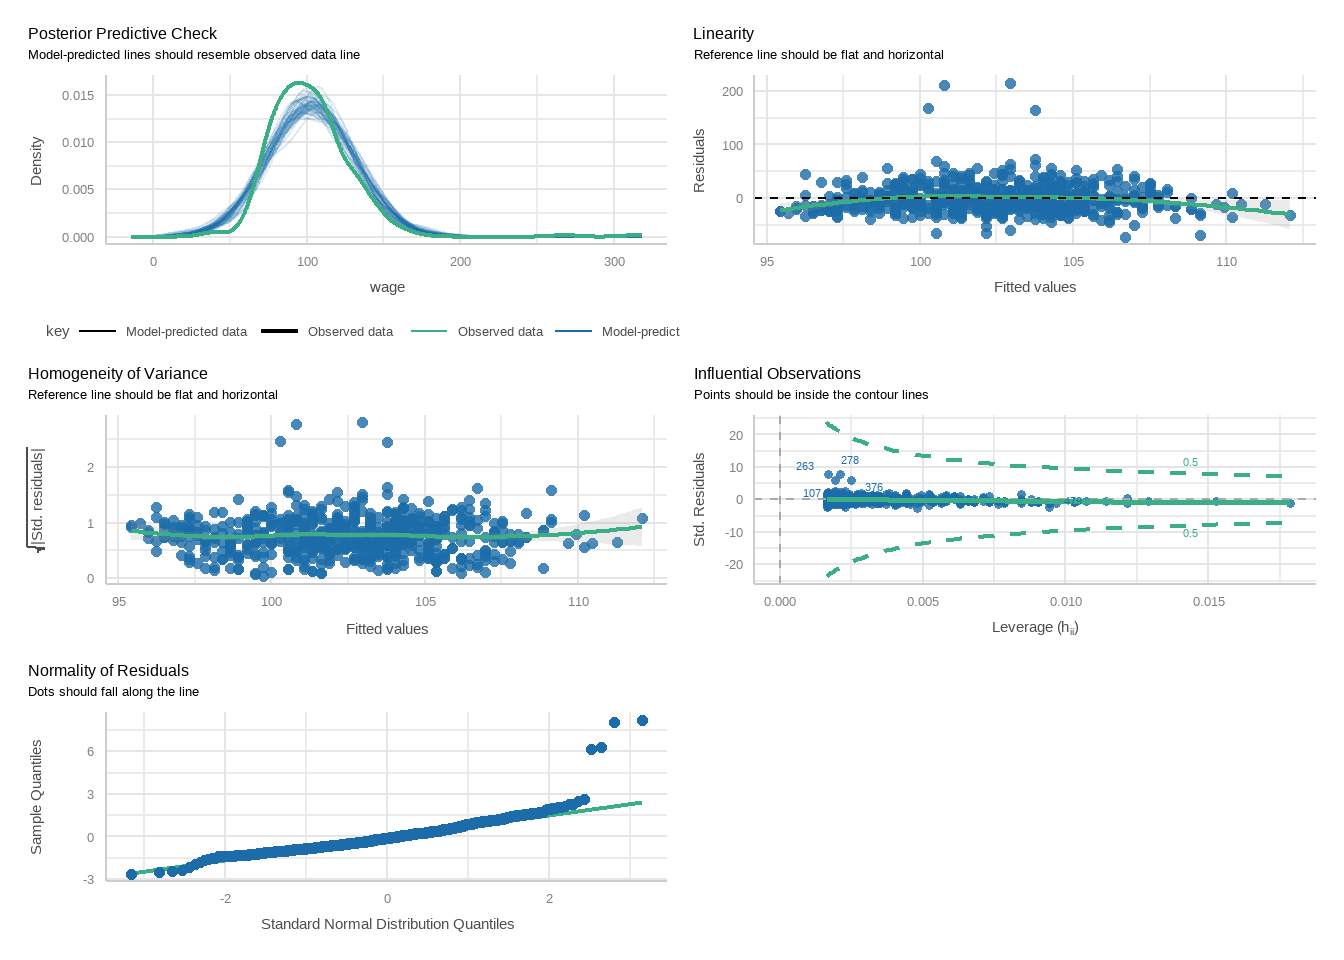 Posterior Predictive Check
Model-predicted lines should resemble observed data line
Density
0.015
0.010
0.005
0.000
0
100
200
300
wage
key
Model-predicted data
Observed data
Observed data
Model-predict
Linearity
Reference line should be flat and horizontal
Residuals
200
100
0
95
100
105
110
Fitted values
Homogeneity of Variance
Reference line should be flat and horizontal
√|Std. residuals|
2
1
0
95
100
105
110
Fitted values
Influential Observations
Points should be inside the contour lines
Std. Residuals
20
10
0
-10
-20
263
278
107
376
479
0.5
0.5
0.000
0.005
0.010
0.015
Leverage (hii)
Normality of Residuals
Dots should fall along the line
Sample Quantiles
6
3
0
-3
-2
0
2
Standard Normal Distribution Quantiles